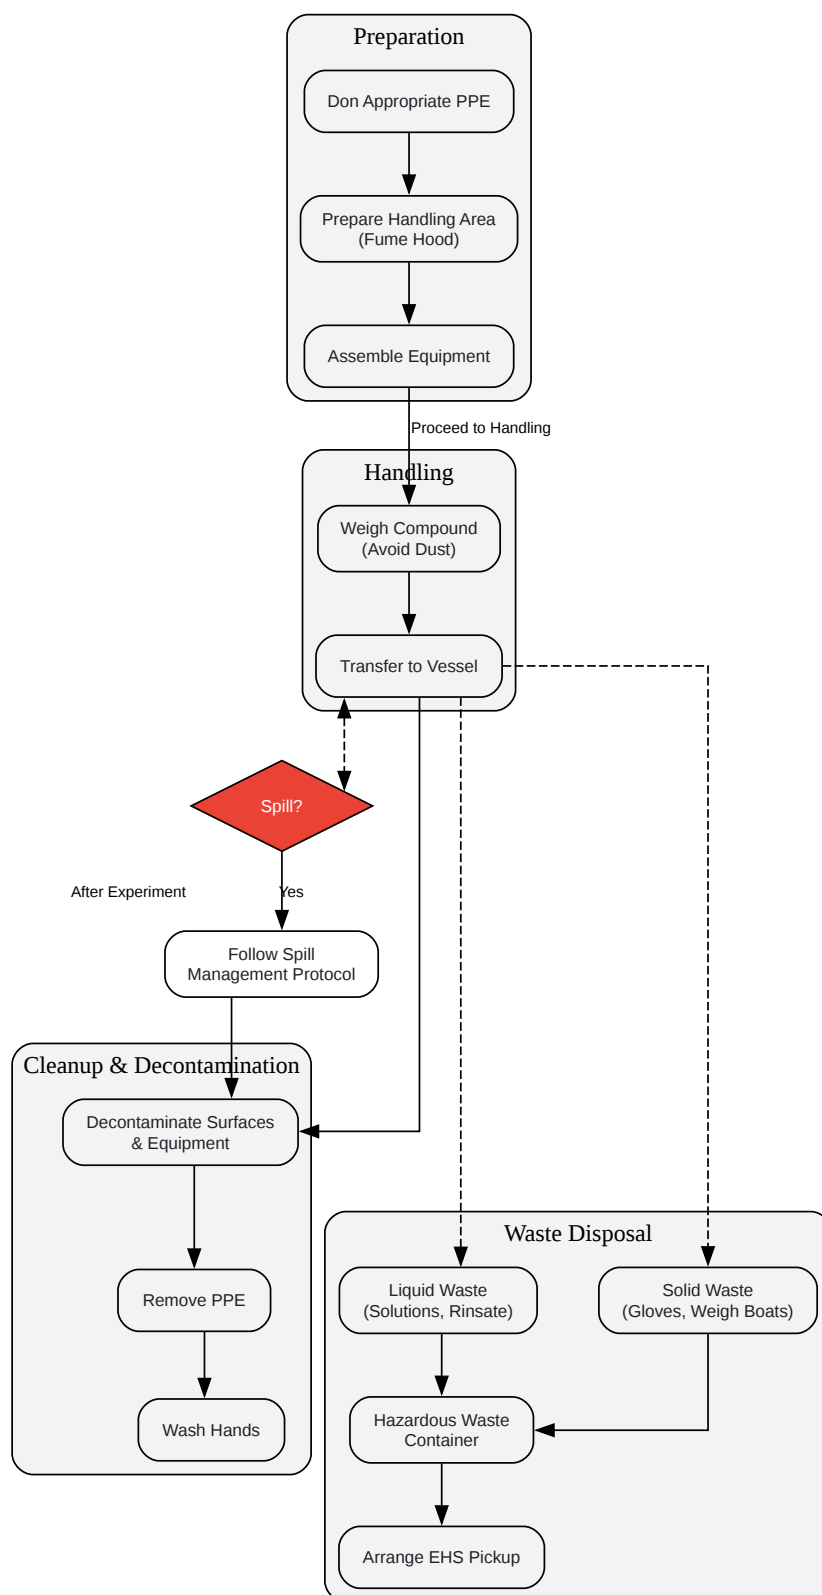 Preparation
Don Appropriate PPE
Prepare Handling Area
(Fume Hood)
Assemble Equipment
Proceed to Handling
Handling
Weigh Compound
(Avoid Dust)
Transfer to Vessel
Spill?
After Experiment
Yes
Follow Spill
Management Protocol
Cleanup & Decontamination
Decontaminate Surfaces
& Equipment
Remove PPE
Wash Hands
Waste Disposal
Liquid Waste
(Solutions, Rinsate)
Solid Waste
(Gloves, Weigh Boats)
Hazardous Waste
Container
Arrange EHS Pickup